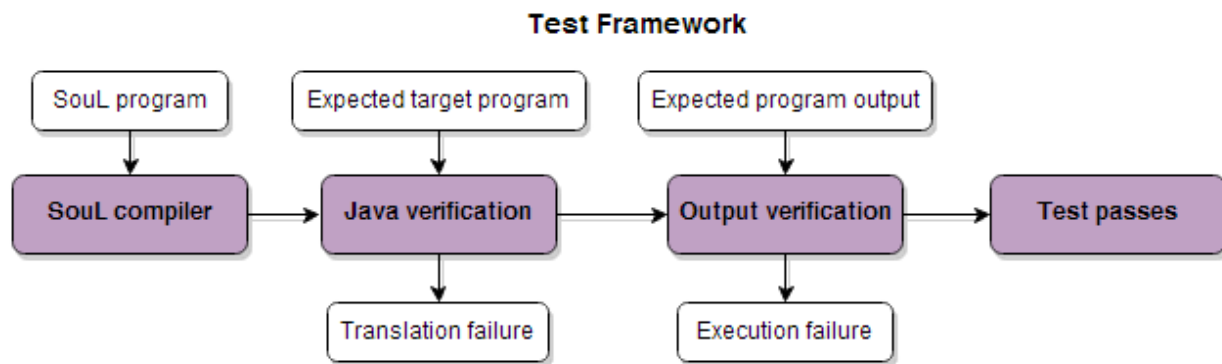 Test Framework
SouL program
Expected target program
Expected program output
SouL compiler
Java verification
Output verification
Test passes
Translation failure
Execution failure